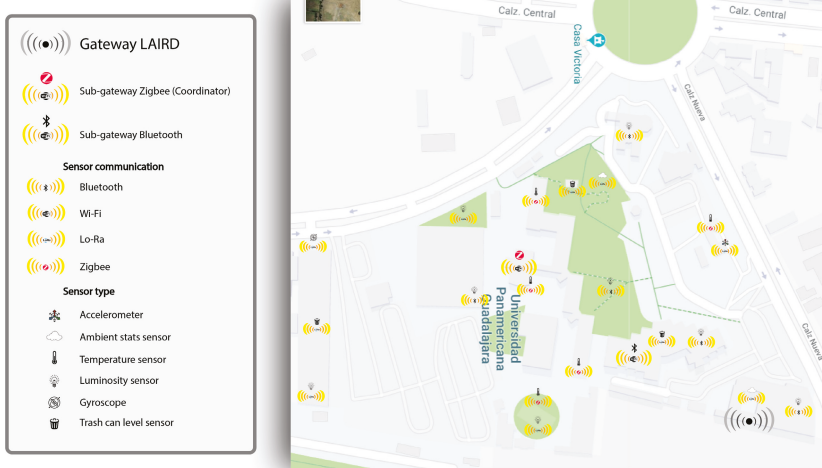 Gateway LAIRD
Sub-gateway Zigbee (Coordinator)
Sub-gateway Bluetooth
Sensor communication
Bluetooth
Wi-Fi
Lo-Ra
Zigbee
Sensor type
Accelerometer
Ambient stats sensor
Temperature sensor
Luminosity sensor
Gyroscope
Trash can level sensor
Calz. Central
Calz. Central
Casa Victoria
Calz Nueva
Universidad
Panamericana
Guadalajara
Calz Nueva